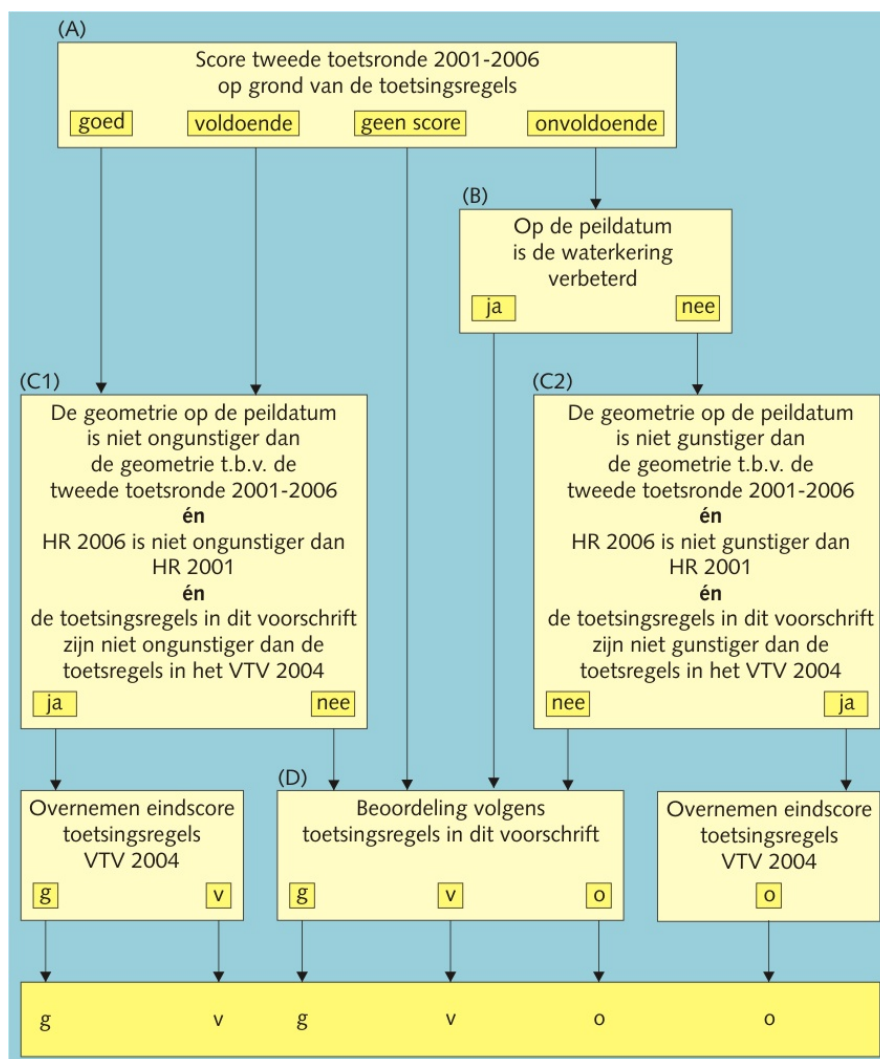 (A)
Score tweede toetsronde 2001-2006
op grond van de toetsingsregels
goed voldoende geen score onvoldoende
(B)
Op de peildatum
is de waterkering
verbeterd
ja nee
(C1)
De geometrie op de peildatum
is niet ongunstiger dan
de geometrie t.b.v. de
tweede toetsronde 2001-2006
én
HR 2006 is niet ongunstiger dan
HR 2001
én
de toetsingsregels in dit voorschrift
zijn niet ongunstiger dan de
toetsregels in het VTV 2004
ja nee
(C2)
De geometrie op de peildatum
is niet gunstiger dan
de geometrie t.b.v. de
tweede toetsronde 2001-2006
én
HR 2006 is niet gunstiger dan
HR 2001
én
de toetsingsregels in dit voorschrift
zijn niet gunstiger dan de
toetsregels in het VTV 2004
nee ja
Overnemen eindscore
toetsingsregels
VTV 2004
g v
(D)
Beoordeling volgens
toetsingsregels in dit voorschrift
g v o
Overnemen eindscore
toetsingsregels
VTV 2004
o
g v g v o o